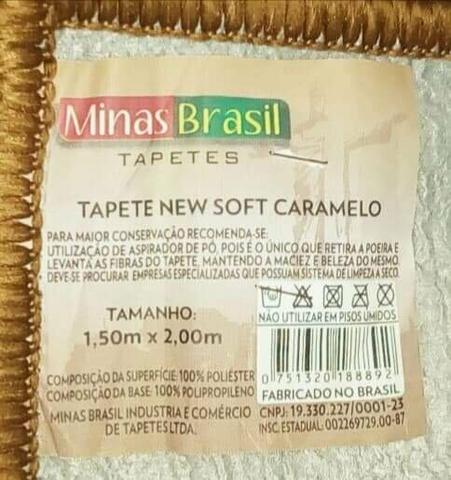 Minas Brasil
TAPETES
TAPETE NEW SOFT CARAMELO
PARA MAIOR CONSERVAÇÃO RECOMENDA-SE:
UTILIZAÇÃO DE ASPIRADOR DE PÓ, POIS É O ÚNICO QUE RETIRA A POEIRA E
LEVANTA AS FIBRAS DO TAPETE, MANTENDO A MACIEZ E BELEZA DO MESMO.
DEVE-SE PROCURAR EMPRESAS ESPECIALIZADAS QUE POSSUAM SISTEMA DE LIMPEZA A SECO.
NÃO UTILIZAR EM PISOS ÚMIDOS
TAMANHO:
1,50m x 2,00m
0 751320 188892
COMPOSIÇÃO DA SUPERFÍCIE: 100% POLIÉSTER
COMPOSIÇÃO DA BASE: 100% POLIPROPILENO
MINAS BRASIL INDUSTRIA E COMÉRCIO
DE TAPETES LTDA.
FABRICADO NO BRASIL
CNPJ: 19.330.227/0001-23
INSC. ESTADUAL: 002269729.00-87